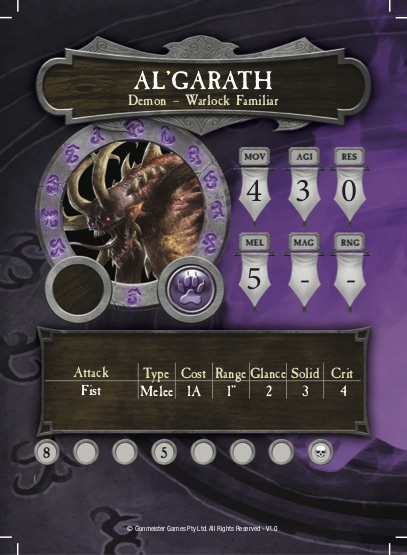 AL'GARATH
Demon – Warlock Familiar
MOV AGI RES
4 3 0
MEL MAG RNG
5 - -
Attack Type Cost Range Glance Solid Crit
Fist Melee 1A 1" 2 3 4
8 5
© Gunmeister Games Pty Ltd. All Rights Reserved - V1.0